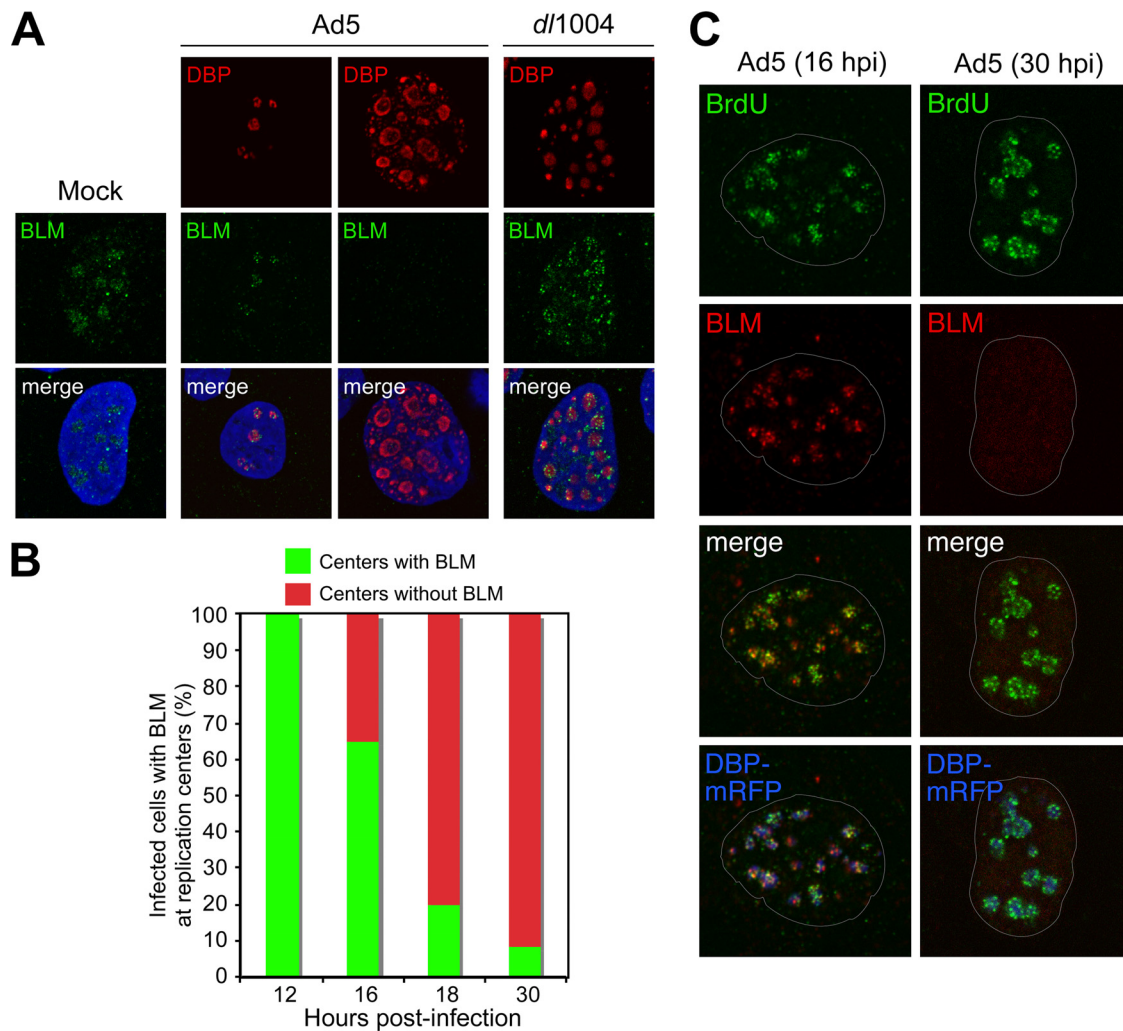 A
Ad5
dl1004
DBP
DBP
DBP
Mock
BLM
BLM
BLM
BLM
merge
merge
merge
merge
B
Centers with BLM
Centers without BLM
Infected cells with BLM
at replication centers (%)
100
90
80
70
60
50
40
30
20
10
0
12
16
18
30
Hours post-infection
C
Ad5 (16 hpi)
Ad5 (30 hpi)
BrdU
BrdU
BLM
BLM
merge
merge
DBP-
mRFP
DBP-
mRFP